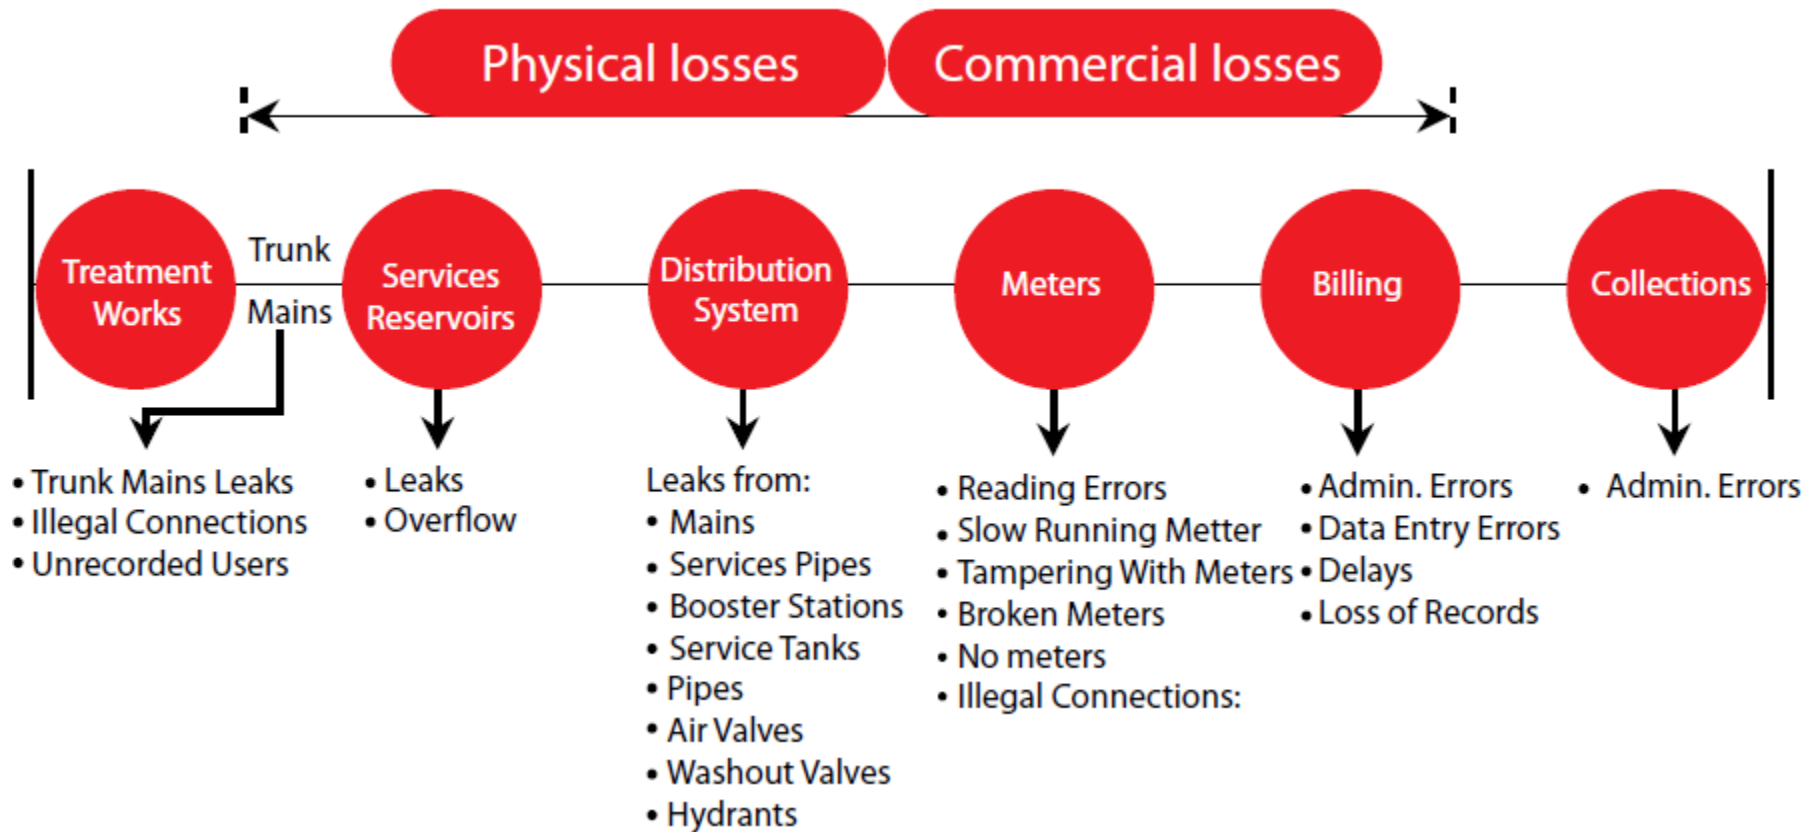 Physical losses
Commercial losses
Treatment
Works
Trunk
Mains
Services
Reservoirs
Distribution
System
Meters
Billing
Collections
• Trunk Mains Leaks
• Illegal Connections
• Unrecorded Users
• Leaks
• Overflow
Leaks from:
• Mains
• Services Pipes
• Booster Stations
• Service Tanks
• Pipes
• Air Valves
• Washout Valves
• Hydrants
• Reading Errors
• Slow Running Metter
• Tampering With Meters
• Broken Meters
• No meters
• Illegal Connections:
• Admin. Errors
• Data Entry Errors
• Delays
• Loss of Records
• Admin. Errors